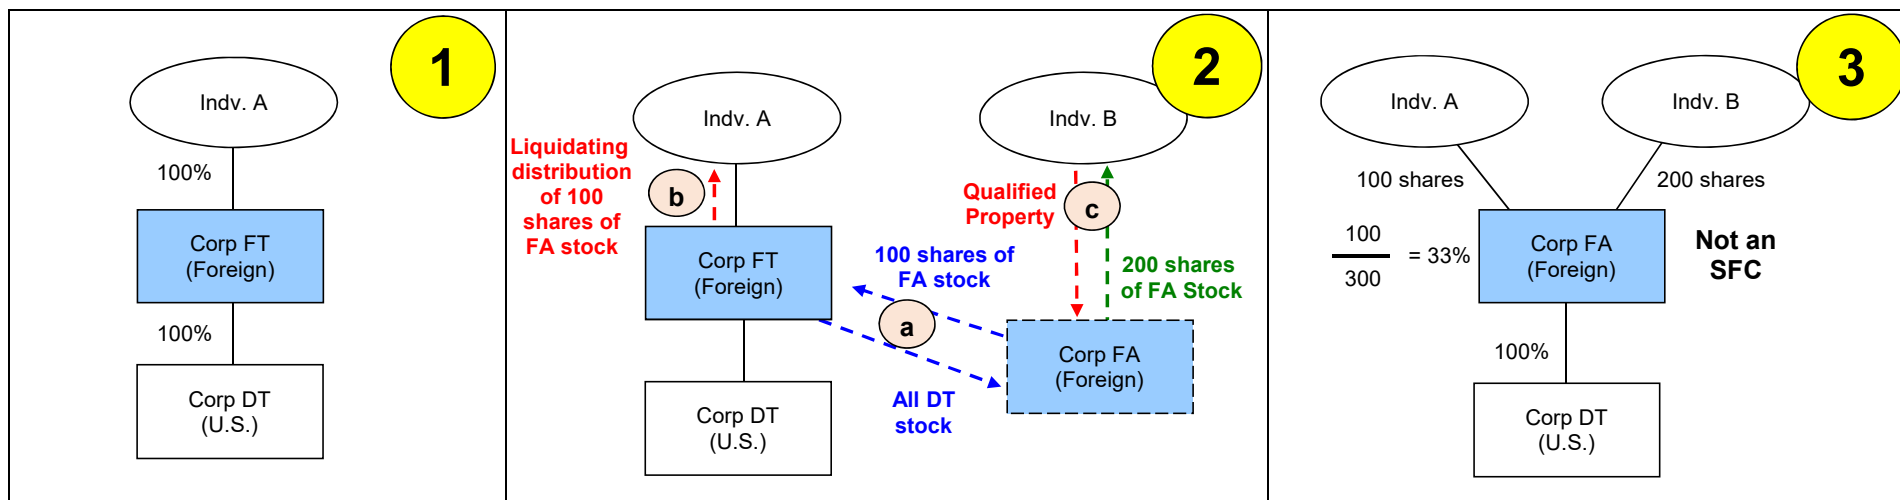 1
Indv. A
100%
Corp FT
(Foreign)
100%
Corp DT
(U.S.)
2
Indv. A
Indv. B
Liquidating
distribution
of 100
shares of
FA stock
b
Qualified
Property
c
Corp FT
(Foreign)
100 shares of
FA stock
200 shares
of FA Stock
a
Corp FA
(Foreign)
All DT
stock
Corp DT
(U.S.)
3
Indv. A
Indv. B
100 shares
200 shares
100
300
= 33%
Corp FA
(Foreign)
Not an
SFC
100%
Corp DT
(U.S.)